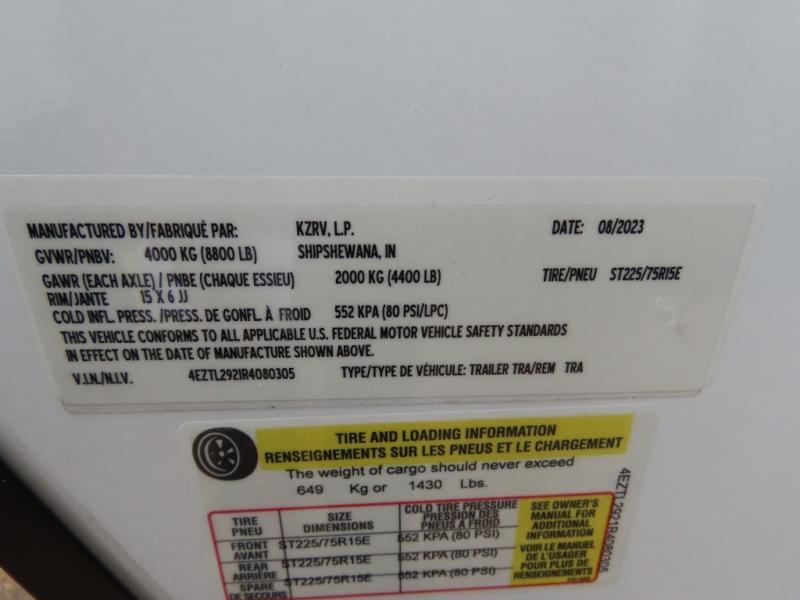 MANUFACTURED BY/FABRIQUÉ PAR: KZRV, L.P. DATE: 08/2023
GVWR/PNBV: 4000 KG (8800 LB) SHIPSHEWANA, IN
GAWR (EACH AXLE) / PNBE (CHAQUE ESSIEU) 2000 KG (4400 LB) TIRE/PNEU ST225/75R15E
RIM/JANTE 15 X 6 JJ
COLD INFL. PRESS. /PRESS. DE GONFL. À FROID 552 KPA (80 PSI/LPC)
THIS VEHICLE CONFORMS TO ALL APPLICABLE U.S. FEDERAL MOTOR VEHICLE SAFETY STANDARDS
IN EFFECT ON THE DATE OF MANUFACTURE SHOWN ABOVE.
V.I.N./N.I.V. 4EZTL2921R4080305 TYPE/TYPE DE VÉHICULE: TRAILER TRA/REM TRA
TIRE AND LOADING INFORMATION
RENSEIGNEMENTS SUR LES PNEUS ET LE CHARGEMENT
The weight of cargo should never exceed
649 Kg or 1430 Lbs.
TIRE
PNEU
SIZE
DIMENSIONS
COLD TIRE PRESSURE
PRESSION DES
PNEUS A FROID
FRONT
AVANT
ST225/75R15E
552 KPA (80 PSI)
REAR
ARRIÈRE
ST225/75R15E
552 KPA (80 PSI)
SPARE
DE SECOURS
ST225/75R15E
552 KPA (80 PSI)
SEE OWNER'S
MANUAL FOR
ADDITIONAL
INFORMATION
VOIR LE MANUEL
DE L'USAGER
POUR PLUS DE
RENSEIGNEMENTS
4EZTL2921R4080305